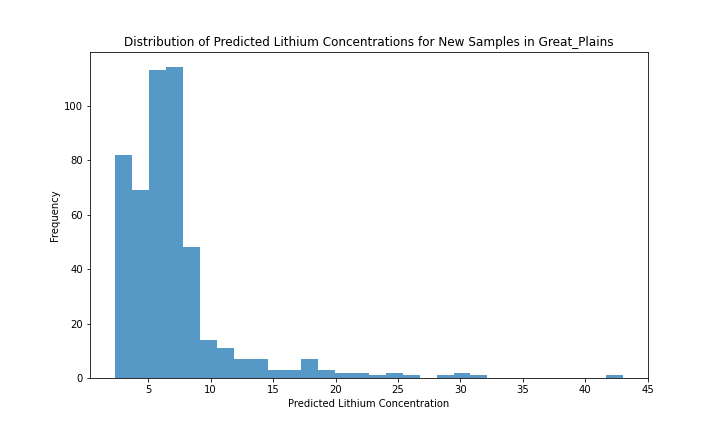 Distribution of Predicted Lithium Concentrations for New Samples in Great_Plains
100
80
60
40
20
0
Frequency
5 10 15 20 25 30 35 40 45
Predicted Lithium Concentration